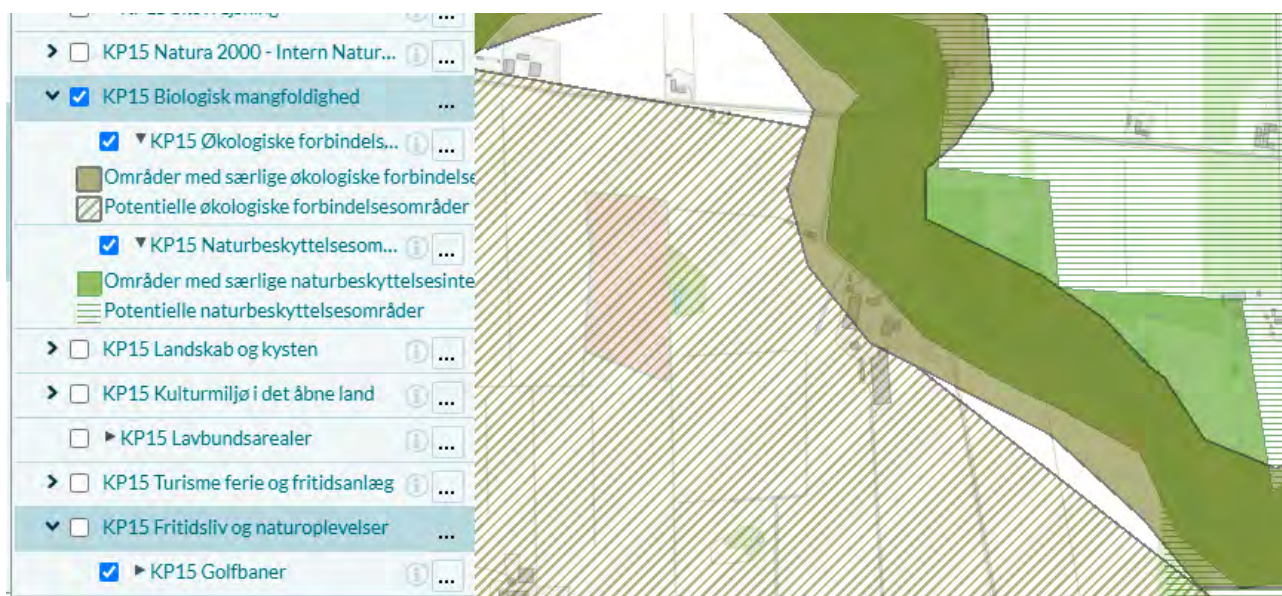 KP15 Natura 2000 - Intern Natur...
KP15 Biologisk mangfoldighed
KP15 Økologiske forbindels...
Områder med særlige økologiske forbindelse
Potentielle økologiske forbindelsesområder
KP15 Naturbeskyttelsesom...
Områder med særlige naturbeskyttelsesinte
Potentielle naturbeskyttelsesområder
KP15 Landskab og kysten
KP15 Kulturmiljø i det åbne land
KP15 Lavbundsarealer
KP15 Turisme ferie og fritidsanlæg
KP15 Fritidsliv og naturoplevelser
KP15 Golfbaner